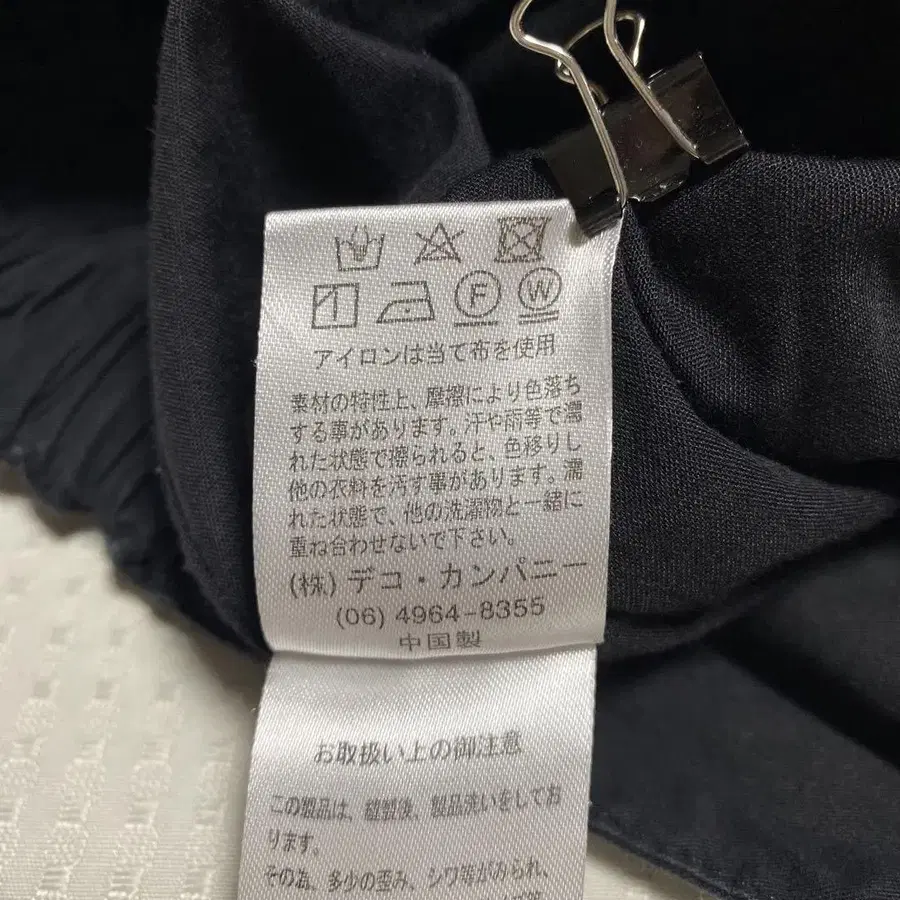 F W
アイロンは当て布を使用
素材の特性上、摩擦により色落ち
する事があります。汗や雨等で濡
れた状態で擦られると、色移りし
他の衣料を汚す事があります。濡
れた状態で、他の洗濯物と一緒に
重ね合わせないで下さい。
(株) デコ・カンパニー
(06) 4964-8355
中国製
お取扱い上の御注意
この製品は、縫製後、製品洗いをしてお
ります。
その為、多少の歪み、シワ等がみられ、